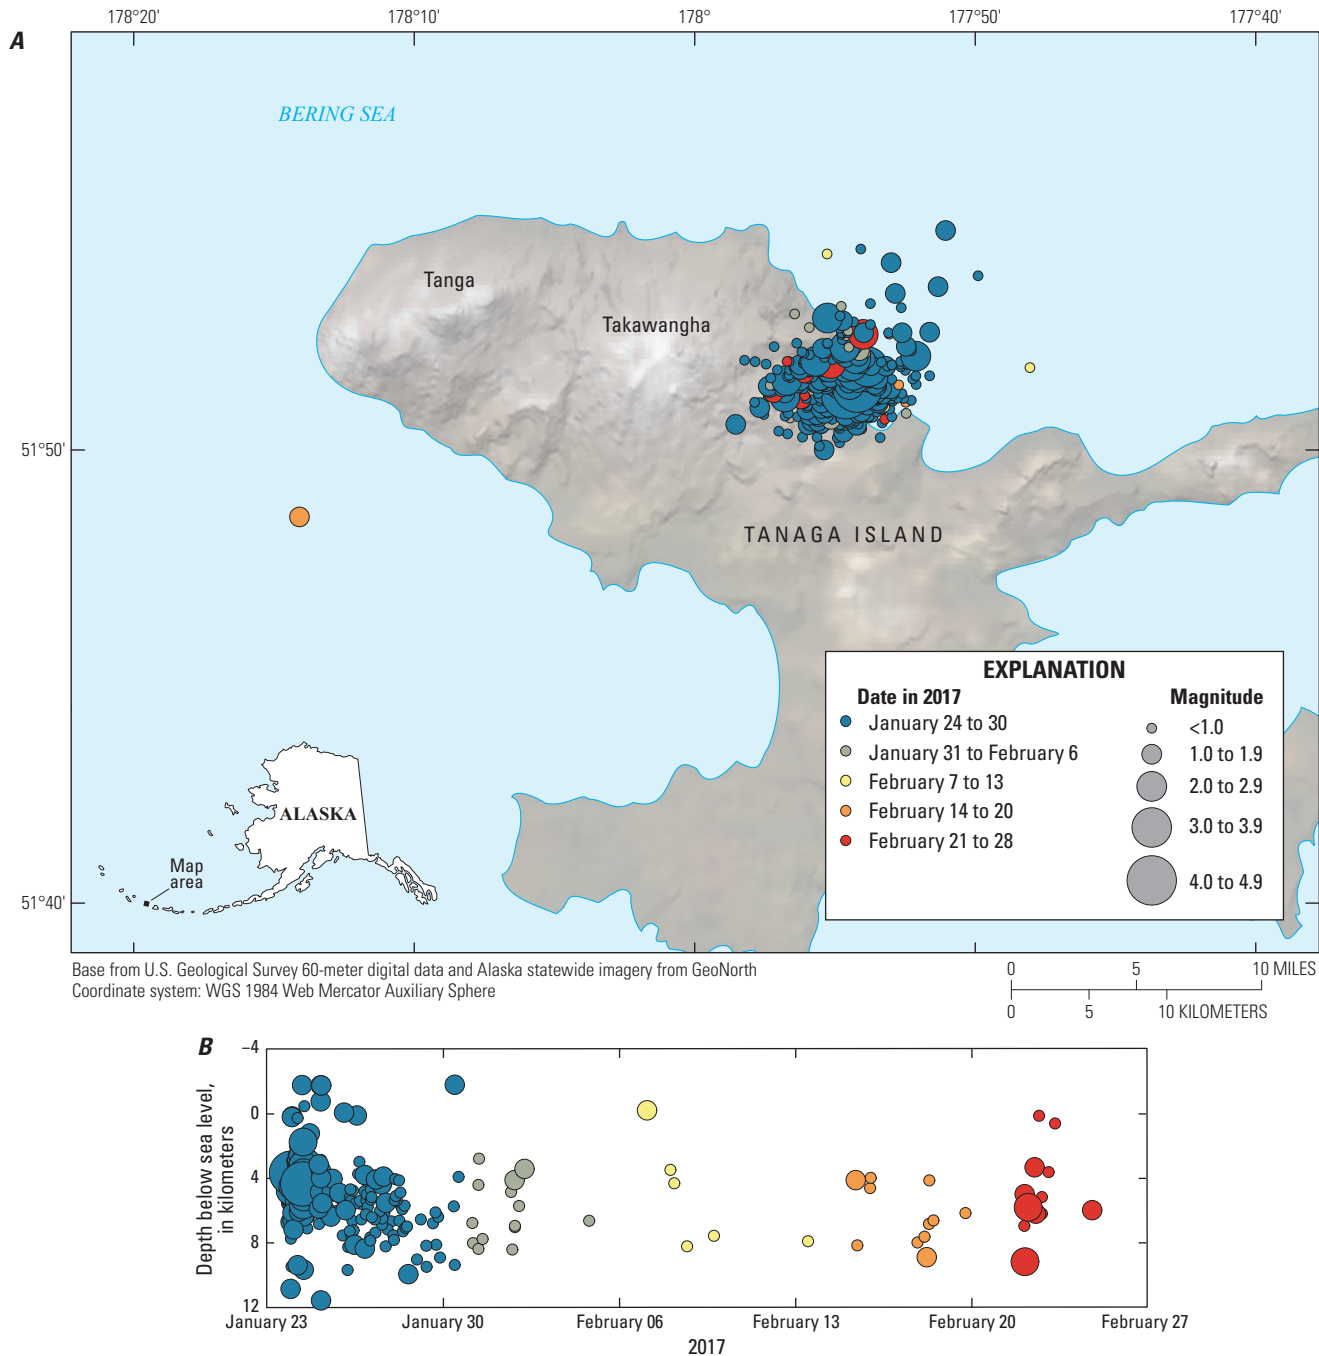 A
178°20'
178°10'
178°
177°50'
177°40'
BERING SEA
Tanga
Takawangha
51°50'
TANAGA ISLAND
EXPLANATION
Date in 2017
January 24 to 30
January 31 to February 6
February 7 to 13
February 14 to 20
February 21 to 28
Magnitude
<1.0
1.0 to 1.9
2.0 to 2.9
3.0 to 3.9
4.0 to 4.9
ALASKA
Map
area
51°40'
Base from U.S. Geological Survey 60-meter digital data and Alaska statewide imagery from GeoNorth
Coordinate system: WGS 1984 Web Mercator Auxiliary Sphere
0 5 10 MILES
0 5 10 KILOMETERS
B
Depth below sea level,
in kilometers
–4
0
4
8
12
January 23
January 30
February 06
February 13
February 20
February 27
2017